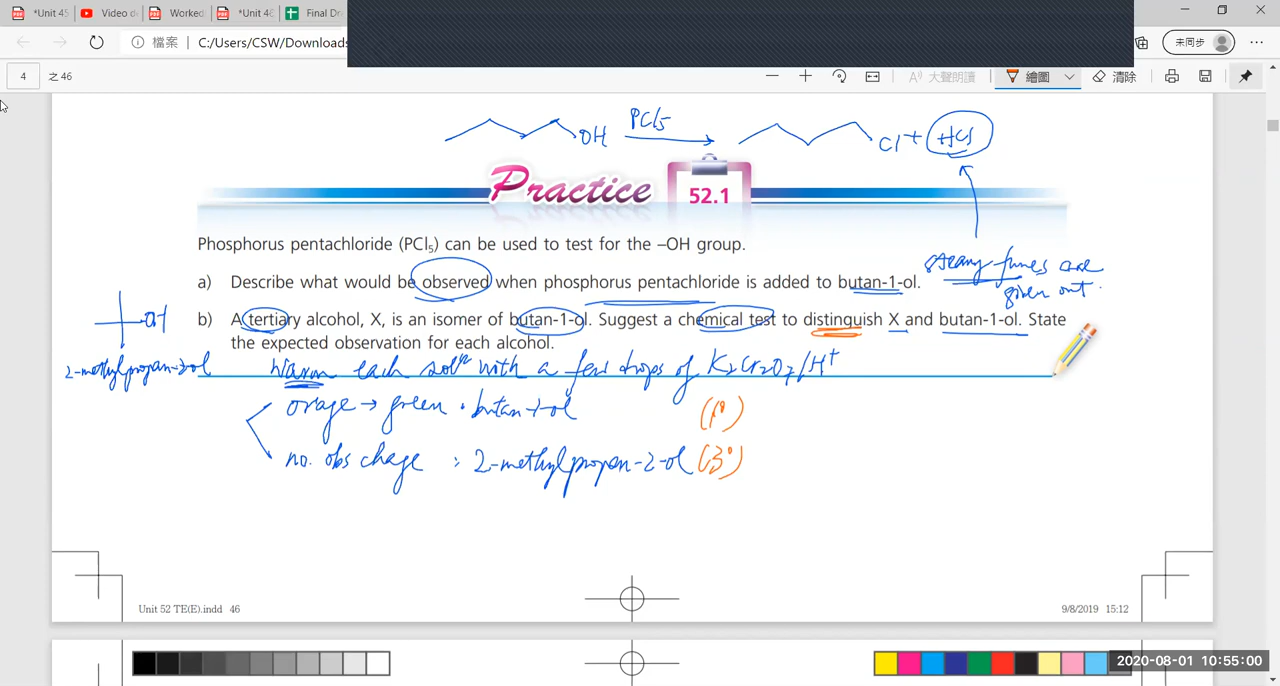 *Unit 45
Video d
Worked
*Unit 46
Final Dr
檔案
C:/Users/CSW/Downloads
未同步
4
之 46
大聲朗讀
繪圖
清除
OH PCl5 Cl + HCl
Practice 52.1
Phosphorus pentachloride (PCl5) can be used to test for the –OH group.
steamy fumes are
given out.
a) Describe what would be observed when phosphorus pentachloride is added to butan-1-ol.
OH
b) A tertiary alcohol, X, is an isomer of butan-1-ol. Suggest a chemical test to distinguish X and butan-1-ol. State
the expected observation for each alcohol.
2-methylpropan-2-ol
Warm each solⁿ with a few drops of K2Cr2O7/H+
orage → green : butan-1-ol (1°)
no. obs chage : 2-methylpropan-2-ol (3°)
Unit 52 TE(E).indd 46
9/8/2019 15:12
2020-08-01 10:55:00